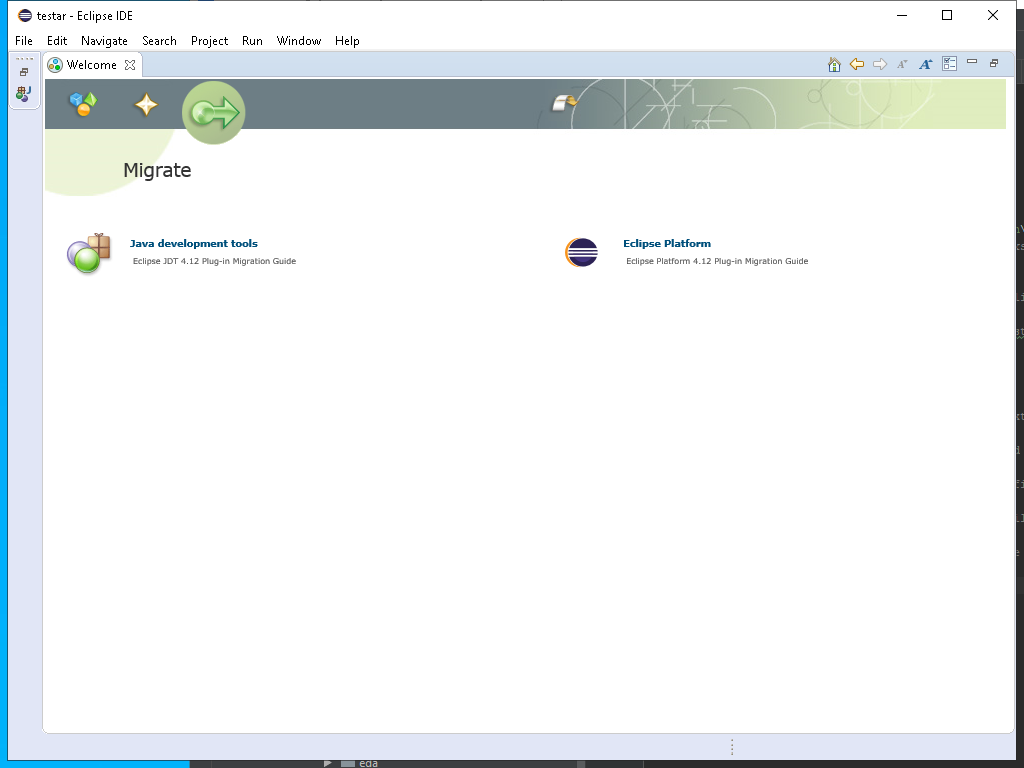 testar - Eclipse IDE
File Edit Navigate Search Project Run Window Help
Welcome
Migrate
Java development tools
Eclipse JDT 4.12 Plug-in Migration Guide
Eclipse Platform
Eclipse Platform 4.12 Plug-in Migration Guide
eda